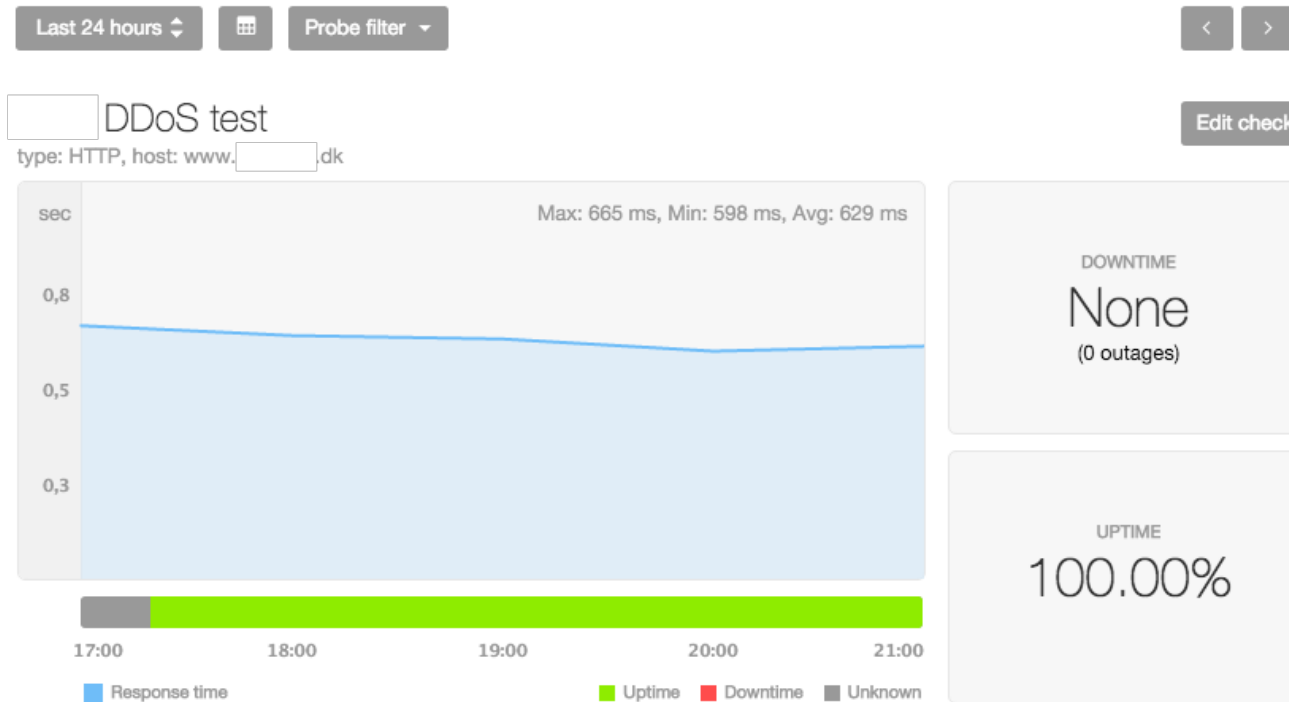 Last 24 hours
Probe filter
DDoS test
Edit check
type: HTTP, host: www. .dk
sec
Max: 665 ms, Min: 598 ms, Avg: 629 ms
0,8
0,5
0,3
DOWNTIME
None
(0 outages)
UPTIME
100.00%
17:00 18:00 19:00 20:00 21:00
Response time Uptime Downtime Unknown